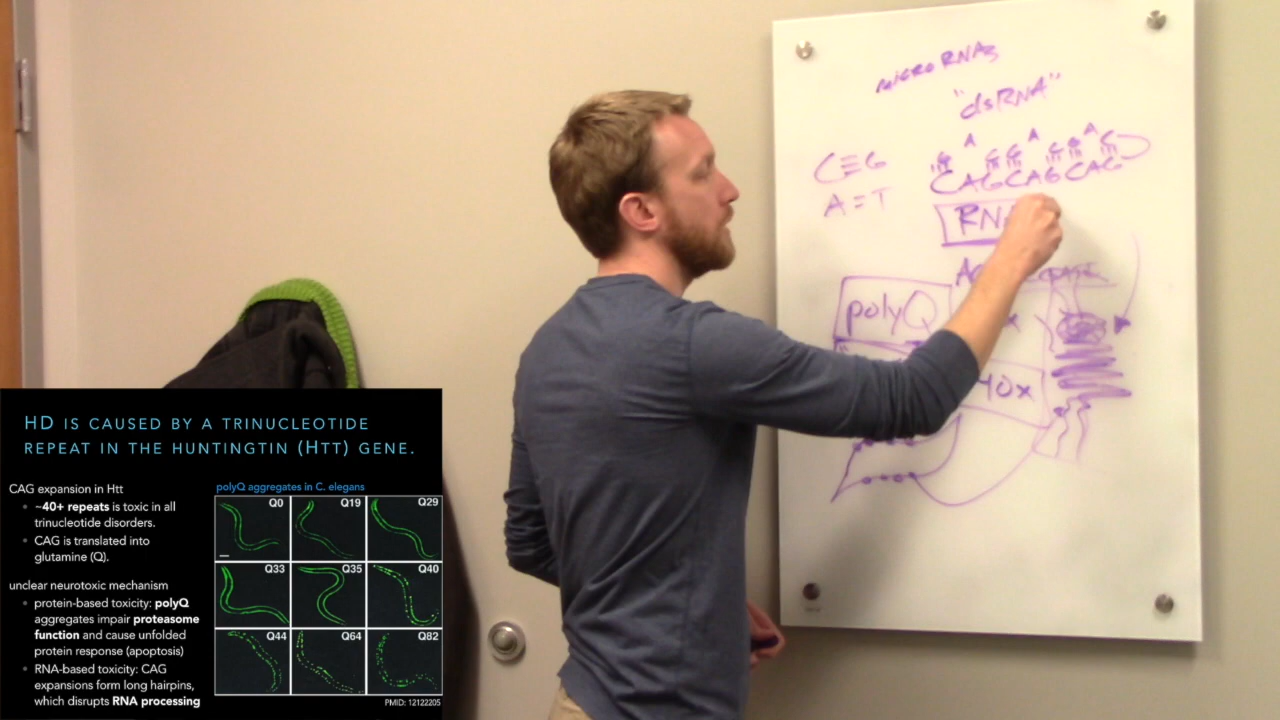 micro RNAs
"dsRNA"
C≡G
A=T
A A A
G G G G G G
CAGCAGCAG
RNA
polyQ
40x
HD IS CAUSED BY A TRINUCLEOTIDE
REPEAT IN THE HUNTINGTIN (HTT) GENE.
CAG expansion in Htt
• ~40+ repeats is toxic in all
trinucleotide disorders.
• CAG is translated into
glutamine (Q).
unclear neurotoxic mechanism
• protein-based toxicity: polyQ
aggregates impair proteasome
function and cause unfolded
protein response (apoptosis)
• RNA-based toxicity: CAG
expansions form long hairpins,
which disrupts RNA processing
polyQ aggregates in C. elegans
Q0 Q19 Q29
Q33 Q35 Q40
Q44 Q64 Q82
PMID: 12122205